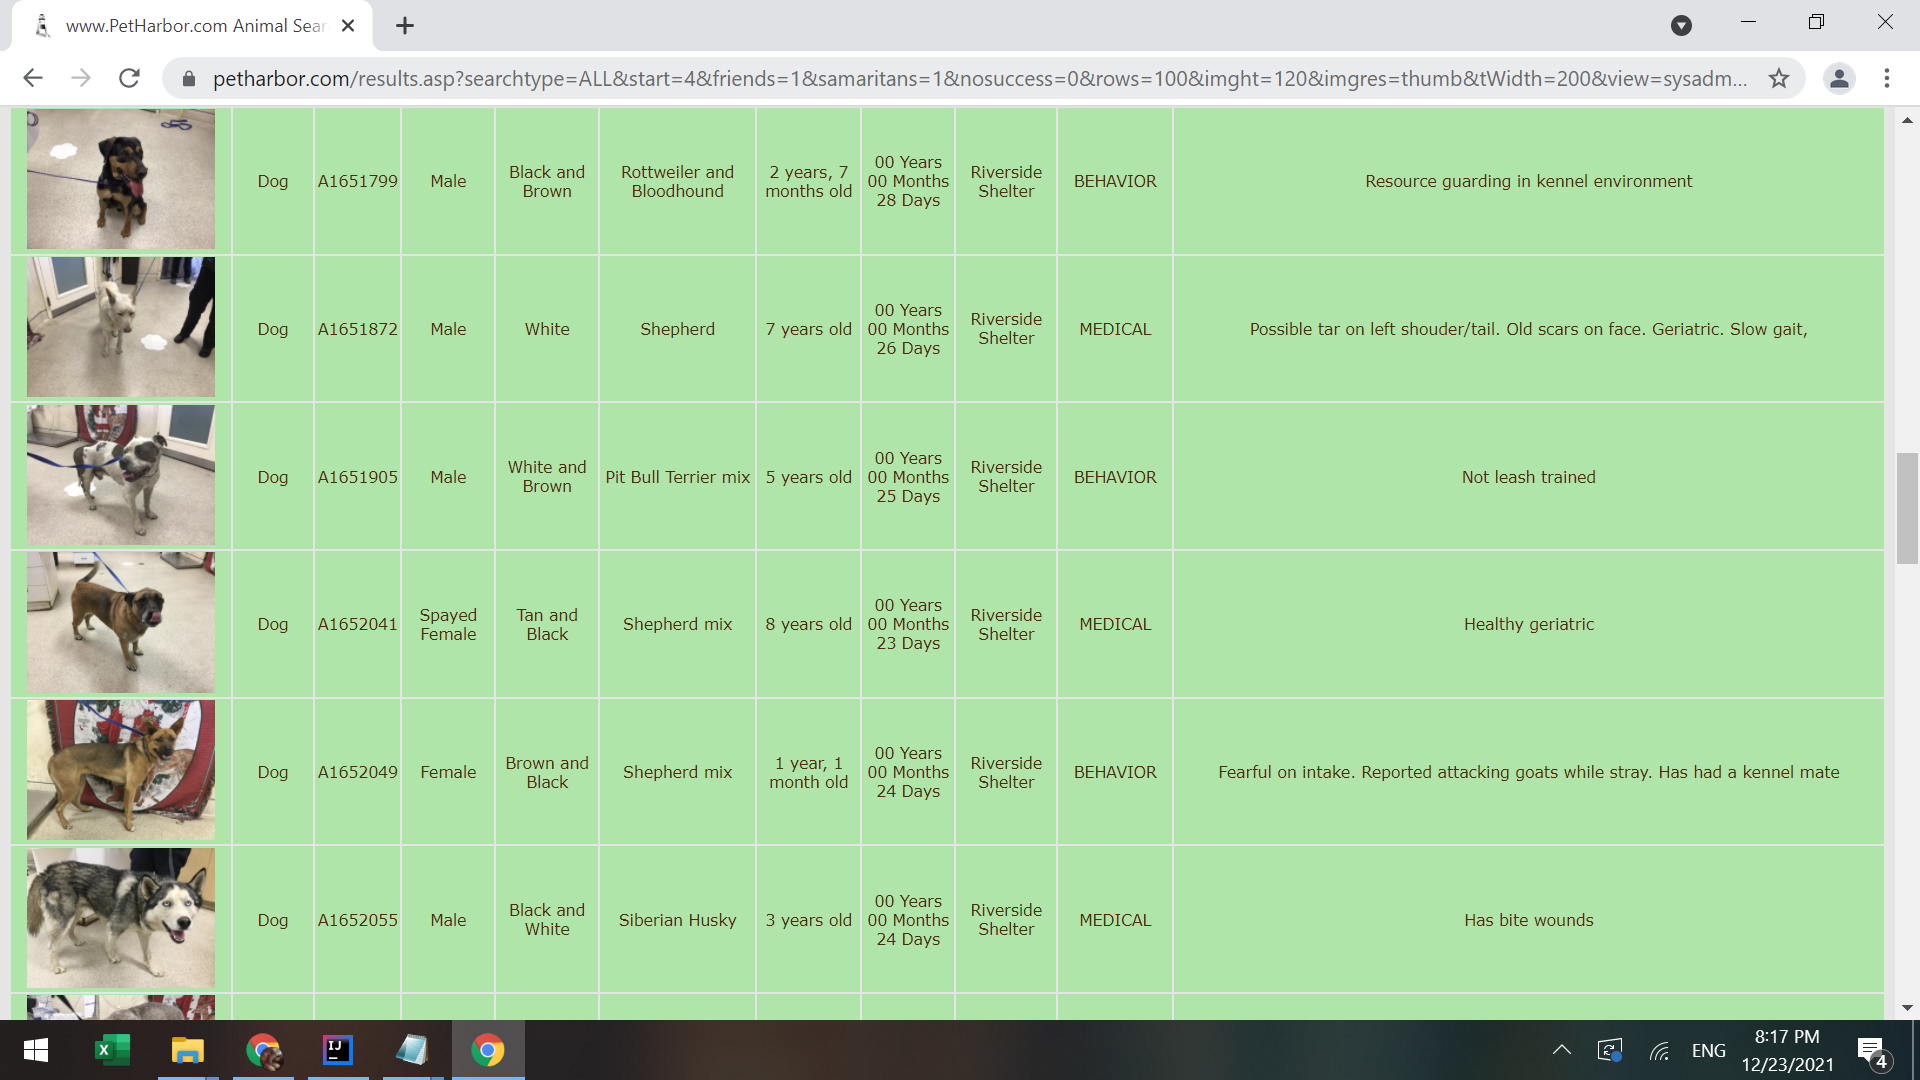 www.PetHarbor.com Animal Sear
petharbor.com/results.asp?searchtype=ALL&start=4&friends=1&samaritans=1&nosuccess=0&rows=100&imght=120&imgres=thumb&tWidth=200&view=sysadm...
Dog
A1651799
Male
Black and
Brown
Rottweiler and
Bloodhound
2 years, 7
months old
00 Years
00 Months
28 Days
Riverside
Shelter
BEHAVIOR
Resource guarding in kennel environment
Dog
A1651872
Male
White
Shepherd
7 years old
00 Years
00 Months
26 Days
Riverside
Shelter
MEDICAL
Possible tar on left shouder/tail. Old scars on face. Geriatric. Slow gait,
Dog
A1651905
Male
White and
Brown
Pit Bull Terrier mix
5 years old
00 Years
00 Months
25 Days
Riverside
Shelter
BEHAVIOR
Not leash trained
Dog
A1652041
Spayed
Female
Tan and
Black
Shepherd mix
8 years old
00 Years
00 Months
23 Days
Riverside
Shelter
MEDICAL
Healthy geriatric
Dog
A1652049
Female
Brown and
Black
Shepherd mix
1 year, 1
month old
00 Years
00 Months
24 Days
Riverside
Shelter
BEHAVIOR
Fearful on intake. Reported attacking goats while stray. Has had a kennel mate
Dog
A1652055
Male
Black and
White
Siberian Husky
3 years old
00 Years
00 Months
24 Days
Riverside
Shelter
MEDICAL
Has bite wounds
X
IJ
ENG
8:17 PM
12/23/2021
4